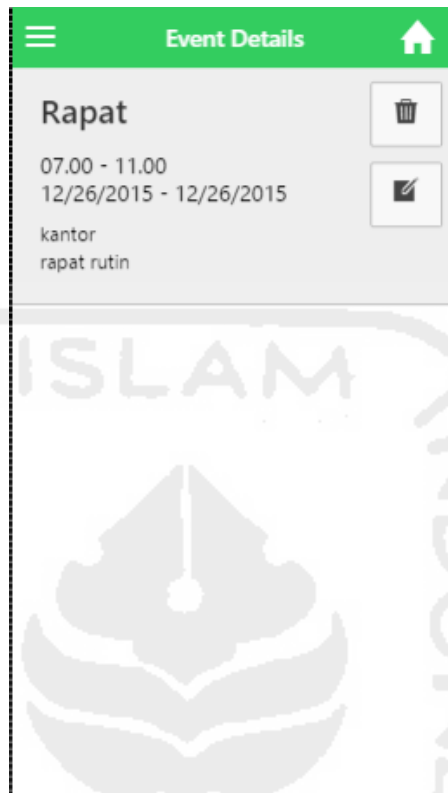 Event Details
Rapat
07.00 - 11.00
12/26/2015 - 12/26/2015
kantor
rapat rutin
ISLAM